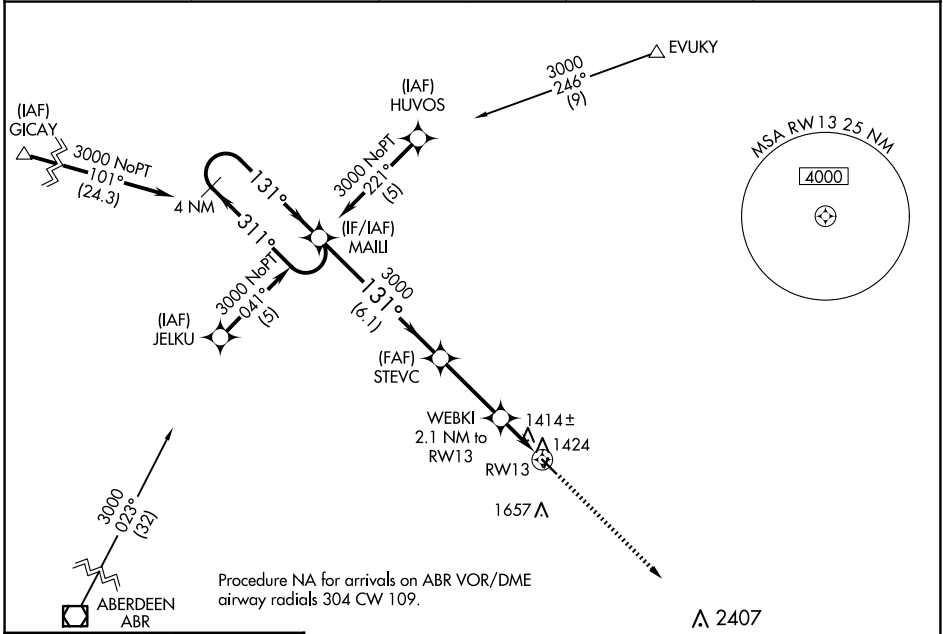 EVUKY
3000
246°
(9)
(IAF)
HUVOS
(IAF)
GICAY
3000 NoPT
101°
(24.3)
4 NM
131°
311°
3000 NoPT
221°
(5)
(IF/IAF)
MAILI
MSA RW13 25 NM
4000
3000 NoPT
041°
(5)
(IAF)
JELKU
3000
131°
(6.1)
(FAF)
STEVC
WEBKI
2.1 NM to
RW13
1414±
1424
RW13
1657
3000
023°
(32)
ABERDEEN
ABR
Procedure NA for arrivals on ABR VOR/DME
airway radials 304 CW 109.
2407